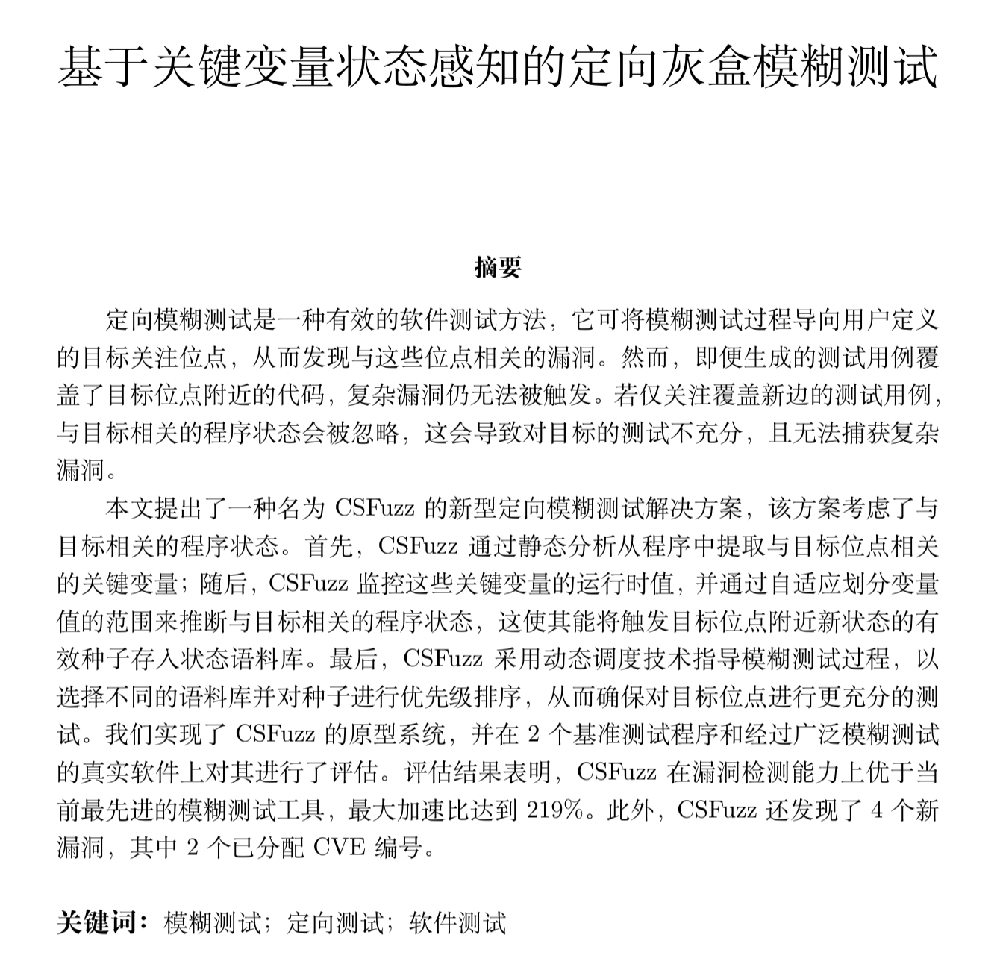 基于关键变量状态感知的定向灰盒模糊测试
摘要
定向模糊测试是一种有效的软件测试方法，它可将模糊测试过程导向用户定义
的目标关注位点，从而发现与这些位点相关的漏洞。然而，即便生成的测试用例覆
盖了目标位点附近的代码，复杂漏洞仍无法被触发。若仅关注覆盖新边的测试用例，
与目标相关的程序状态会被忽略，这会导致对目标的测试不充分，且无法捕获复杂
漏洞。
本文提出了一种名为 CSFuzz 的新型定向模糊测试解决方案，该方案考虑了与
目标相关的程序状态。首先，CSFuzz 通过静态分析从程序中提取与目标位点相关
的关键变量；随后，CSFuzz 监控这些关键变量的运行时值，并通过自适应划分变量
值的范围来推断与目标相关的程序状态，这使其能将触发目标位点附近新状态的有
效种子存入状态语料库。最后，CSFuzz 采用动态调度技术指导模糊测试过程，以
选择不同的语料库并对种子进行优先级排序，从而确保对目标位点进行更充分的测
试。我们实现了 CSFuzz 的原型系统，并在 2 个基准测试程序和经过广泛模糊测试
的真实软件上对其进行了评估。评估结果表明，CSFuzz 在漏洞检测能力上优于当
前最先进的模糊测试工具，最大加速比达到 219%。此外，CSFuzz 还发现了 4 个新
漏洞，其中 2 个已分配 CVE 编号。
关键词：模糊测试；定向测试；软件测试